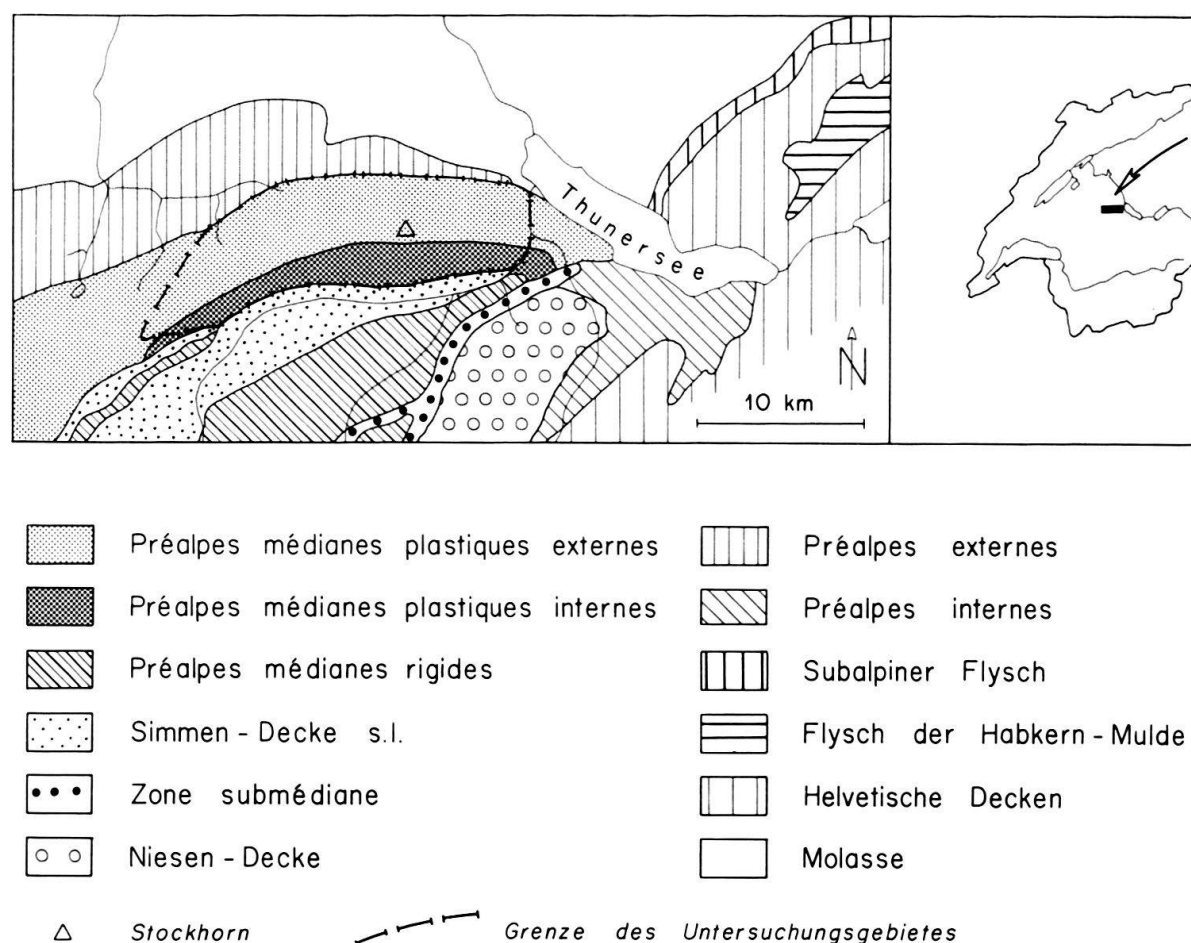 Thunersee
N
10 km
Préalpes médianes plastiques externes
Préalpes médianes plastiques internes
Préalpes médianes rigides
Simmen-Decke s.l.
Zone submédiane
Niesen-Decke
Préalpes externes
Préalpes internes
Subalpiner Flysch
Flysch der Habkern-Mulde
Helvetische Decken
Molasse
Stockhorn
Grenze des Untersuchungsgebietes